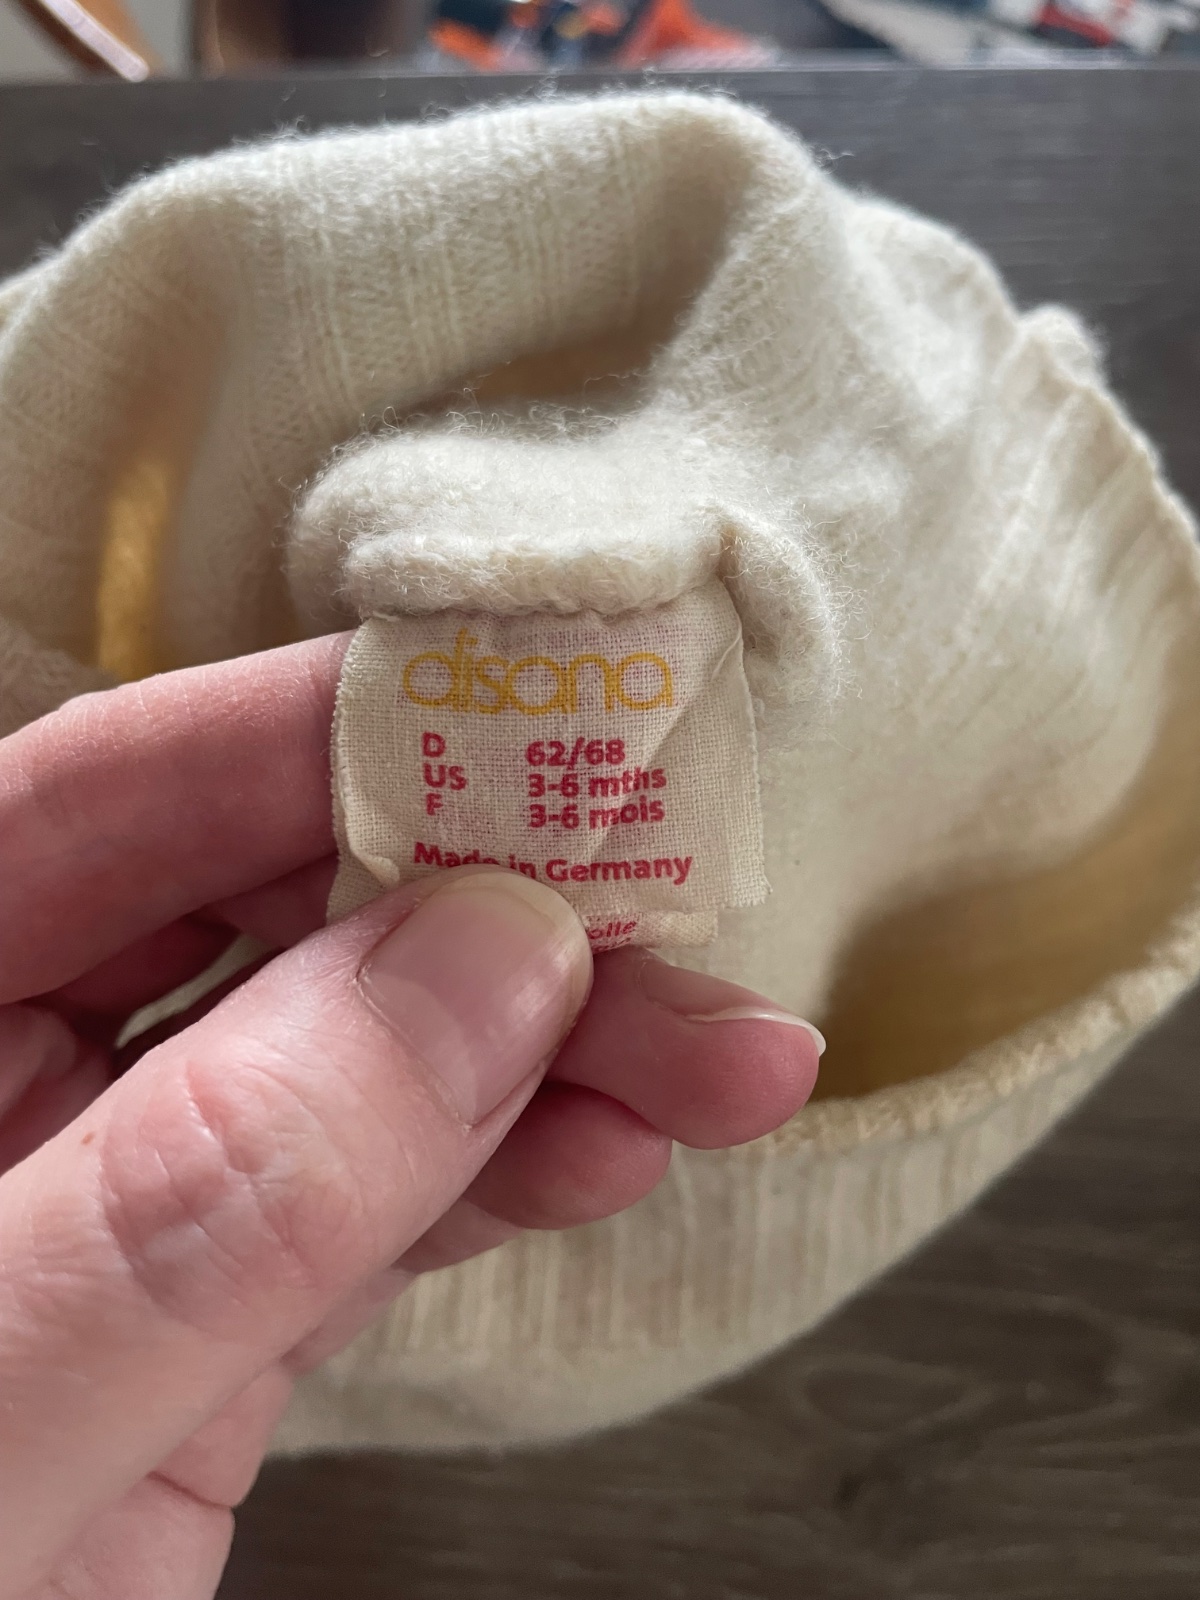 disana
D 62/68
US 3-6 mths
F 3-6 mois
Made in Germany